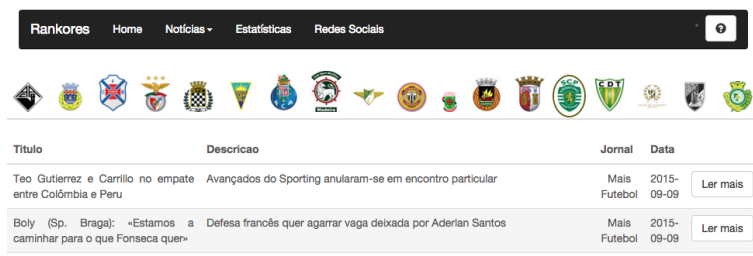 Rankores Home Notícias Estatísticas Redes Sociais
SCP CDT
Madeira
Titulo Descricao Jornal Data
Teo Gutierrez e Carrillo no empate Avançados do Sporting anularam-se em encontro particular Mais 2015- Ler mais
entre Colômbia e Peru Futebol 09-09
Boly (Sp. Braga): «Estamos a Defesa francês quer agarrar vaga deixada por Aderlan Santos Mais 2015- Ler mais
caminhar para o que Fonseca quer» Futebol 09-09